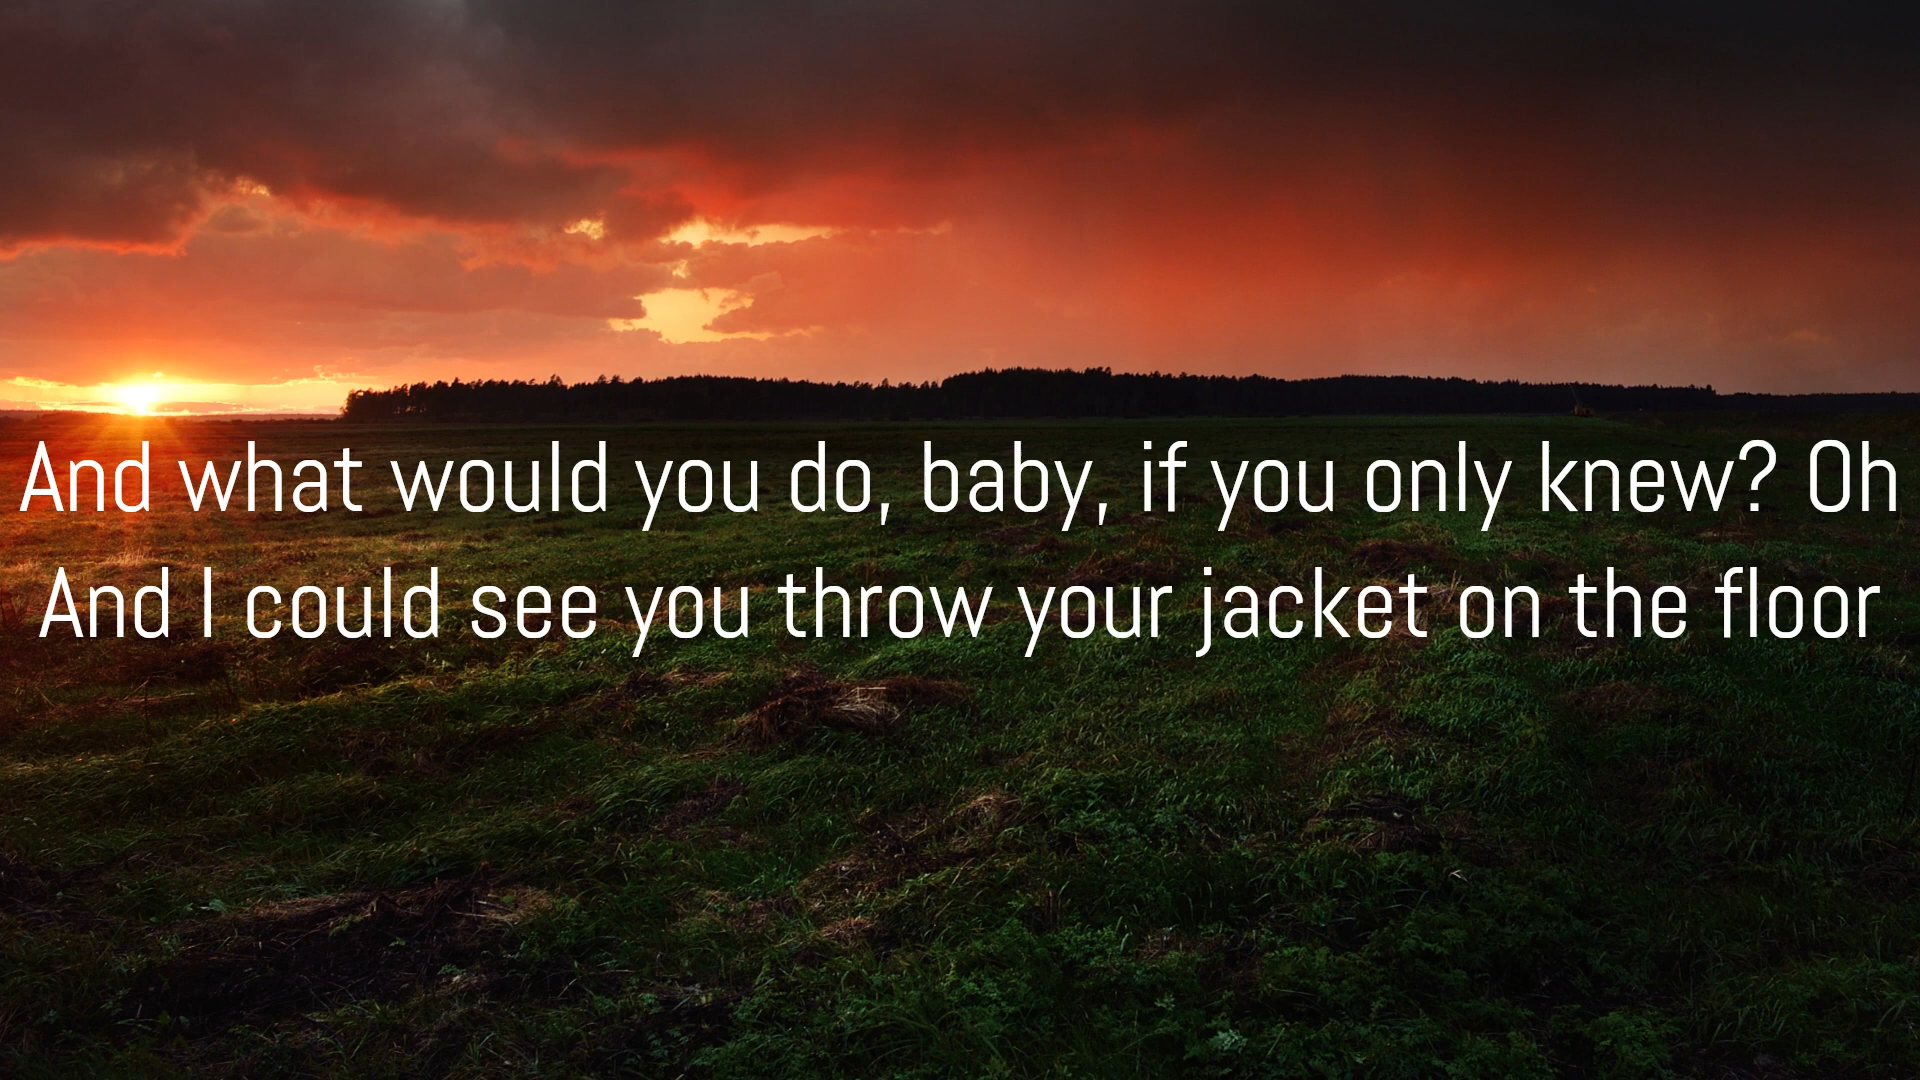 And what would you do, baby, if you only knew? Oh
And I could see you throw your jacket on the floor